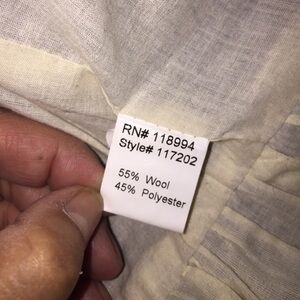 RN# 118994
Style# 117202
55% Wool
45% Polyester